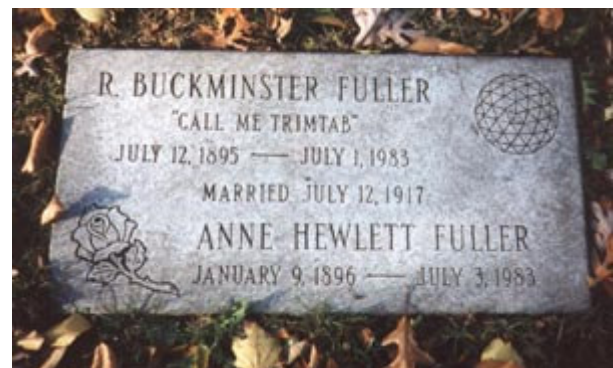 R. BUCKMINSTER FULLER
"CALL ME TRIMTAB"
JULY 12, 1895 — JULY 1, 1983
MARRIED JULY 12, 1917
ANNE HEWLETT FULLER
JANUARY 9, 1896 — JULY 3, 1983